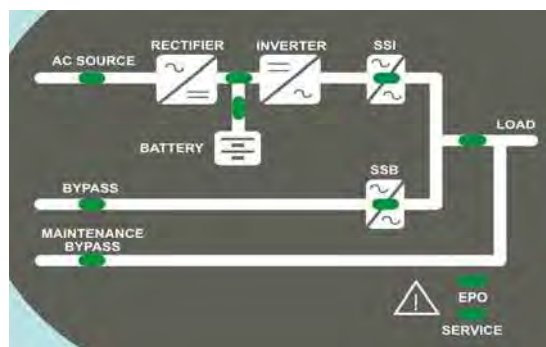 RECTIFIER
INVERTER
SSI
AC SOURCE
LOAD
BATTERY
SSB
BYPASS
MAINTENANCE
BYPASS
EPO
SERVICE